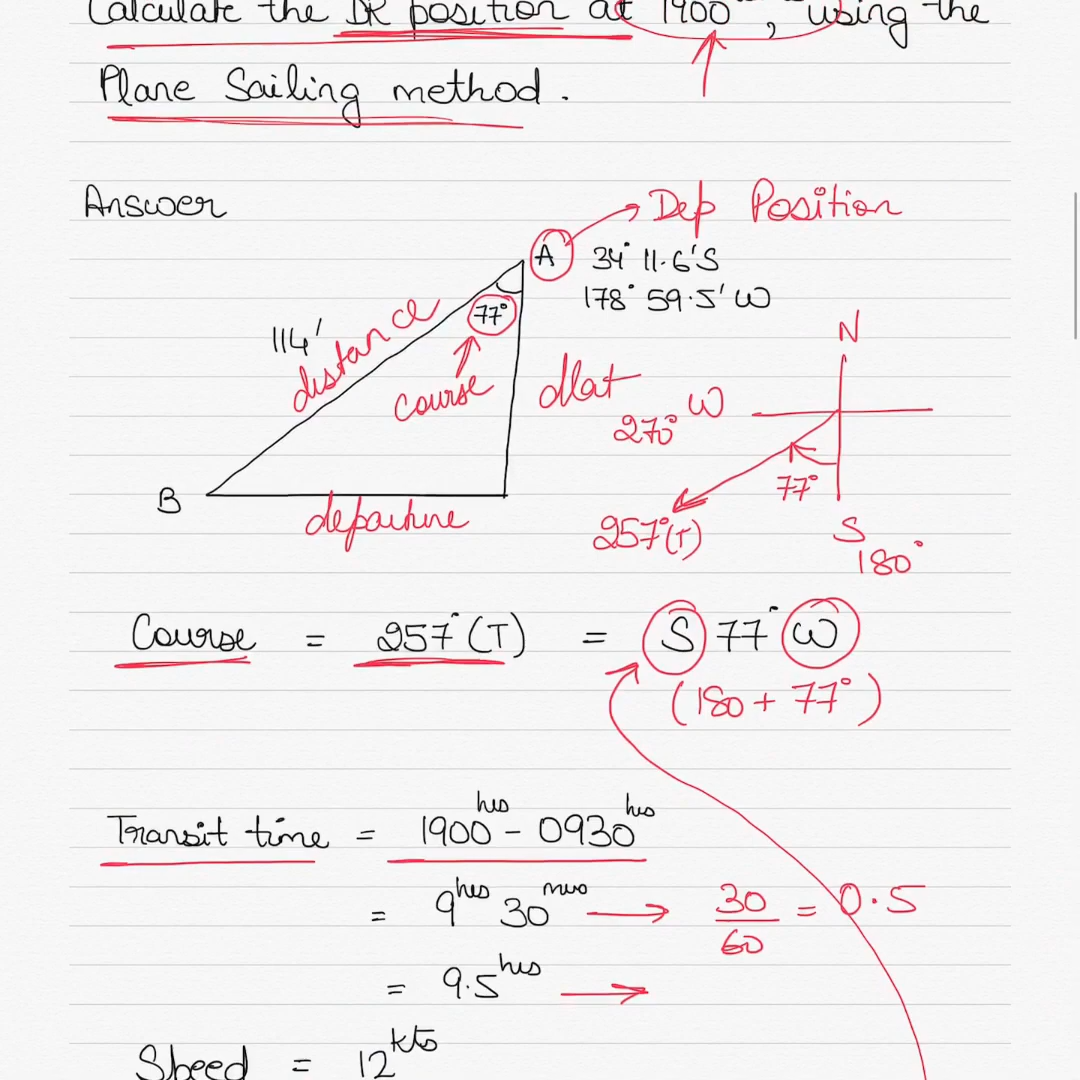 Calculate the DR position at 1900 , using the
Plane Sailing method.
Answer
Dep Position
A 34° 11.6'S
178° 59.5' W
N
77°
114'
distance
course
dlat
W
270°
77°
B
departure
257°(T)
S
180°
Course = 257°(T) = S 77° W
(180 + 77°)
Transit time = 1900hrs - 0930hrs
= 9hrs 30mins → 30/60 = 0.5
= 9.5hrs →
Speed = 12kts